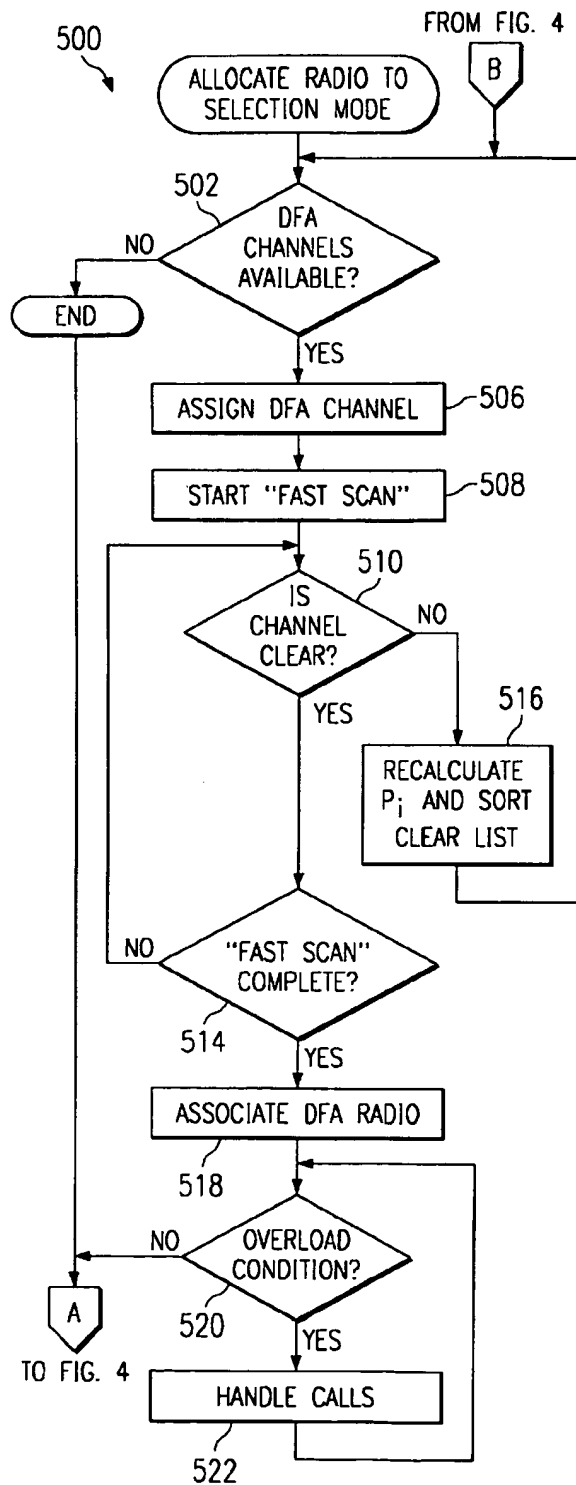 FROM FIG. 4
500
B
ALLOCATE RADIO TO
SELECTION MODE
502
DFA
CHANNELS
AVAILABLE?
NO
END
YES
ASSIGN DFA CHANNEL
506
START "FAST SCAN"
508
510
IS
CHANNEL
CLEAR?
NO
YES
516
RECALCULATE
Pi AND SORT
CLEAR LIST
NO
"FAST SCAN"
COMPLETE?
514
YES
ASSOCIATE DFA RADIO
518
NO
OVERLOAD
CONDITION?
520
A
TO FIG. 4
YES
HANDLE CALLS
522